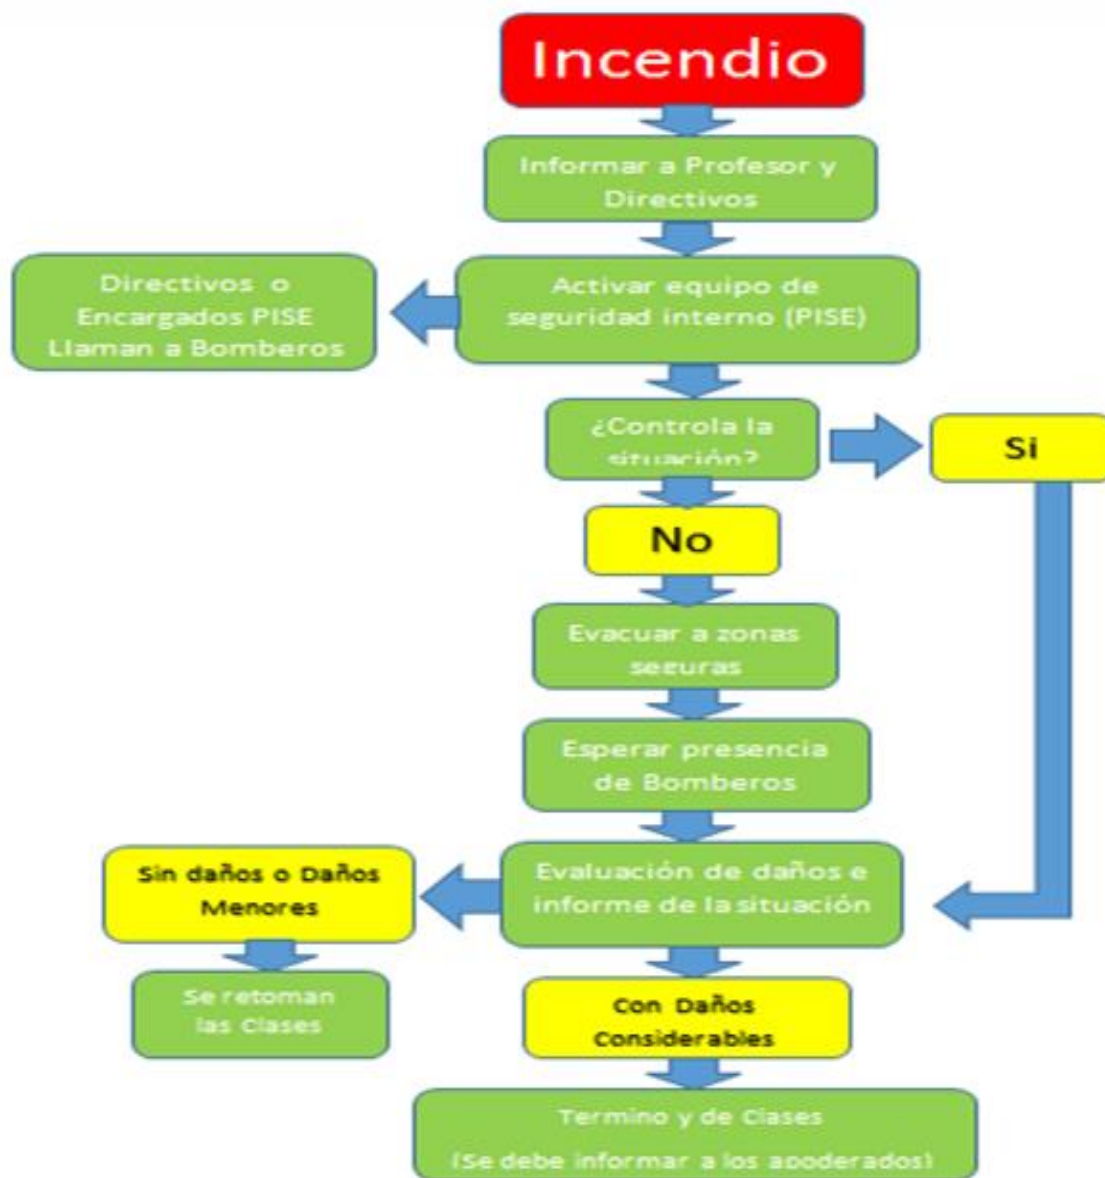 Incendio
Informar a Profesor y
Directivos
Directivos o
Encargados PISE
Llaman a Bomberos
Activar equipo de
seguridad interno (PISE)
¿Controla la
situación?
Si
No
Evacuar a zonas
seguras
Esperar presencia
de Bomberos
Sin daños o Daños
Menores
Evaluación de daños e
informe de la situación
Se retoman
las Clases
Con Daños
Considerables
Termino y de Clases
(Se debe informar a los apoderados)